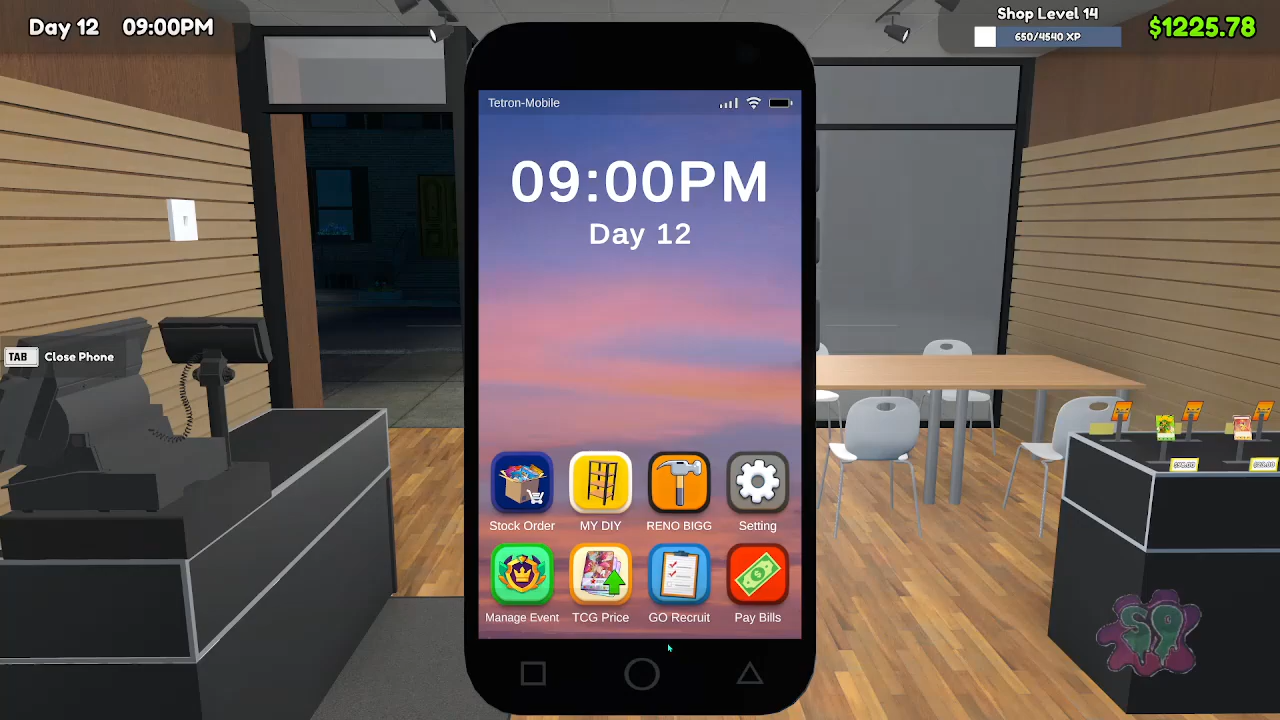 Day 12 09:00PM
Shop Level 14
650/4540 XP
$1225.78
Tetron-Mobile
09:00PM
Day 12
TAB Close Phone
Stock Order MY DIY RENO BIGG Setting
Manage Event TCG Price GO Recruit Pay Bills
SQ